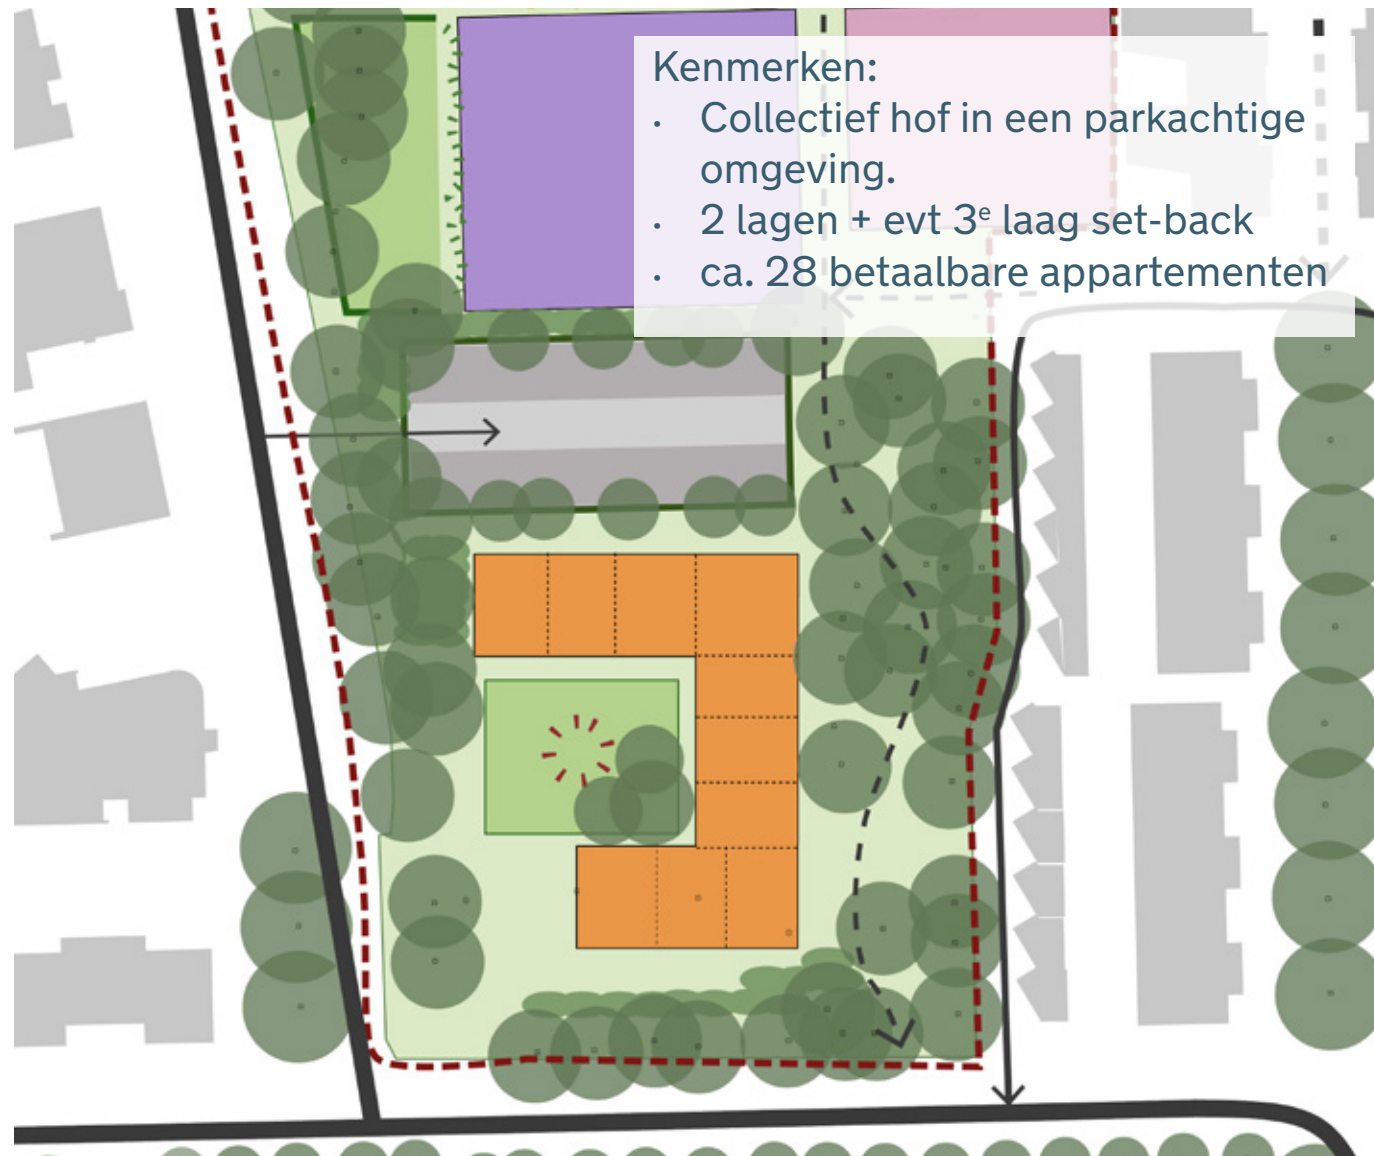 Kenmerken:
· Collectief hof in een parkachtige
omgeving.
· 2 lagen + evt 3ᵉ laag set-back
· ca. 28 betaalbare appartementen